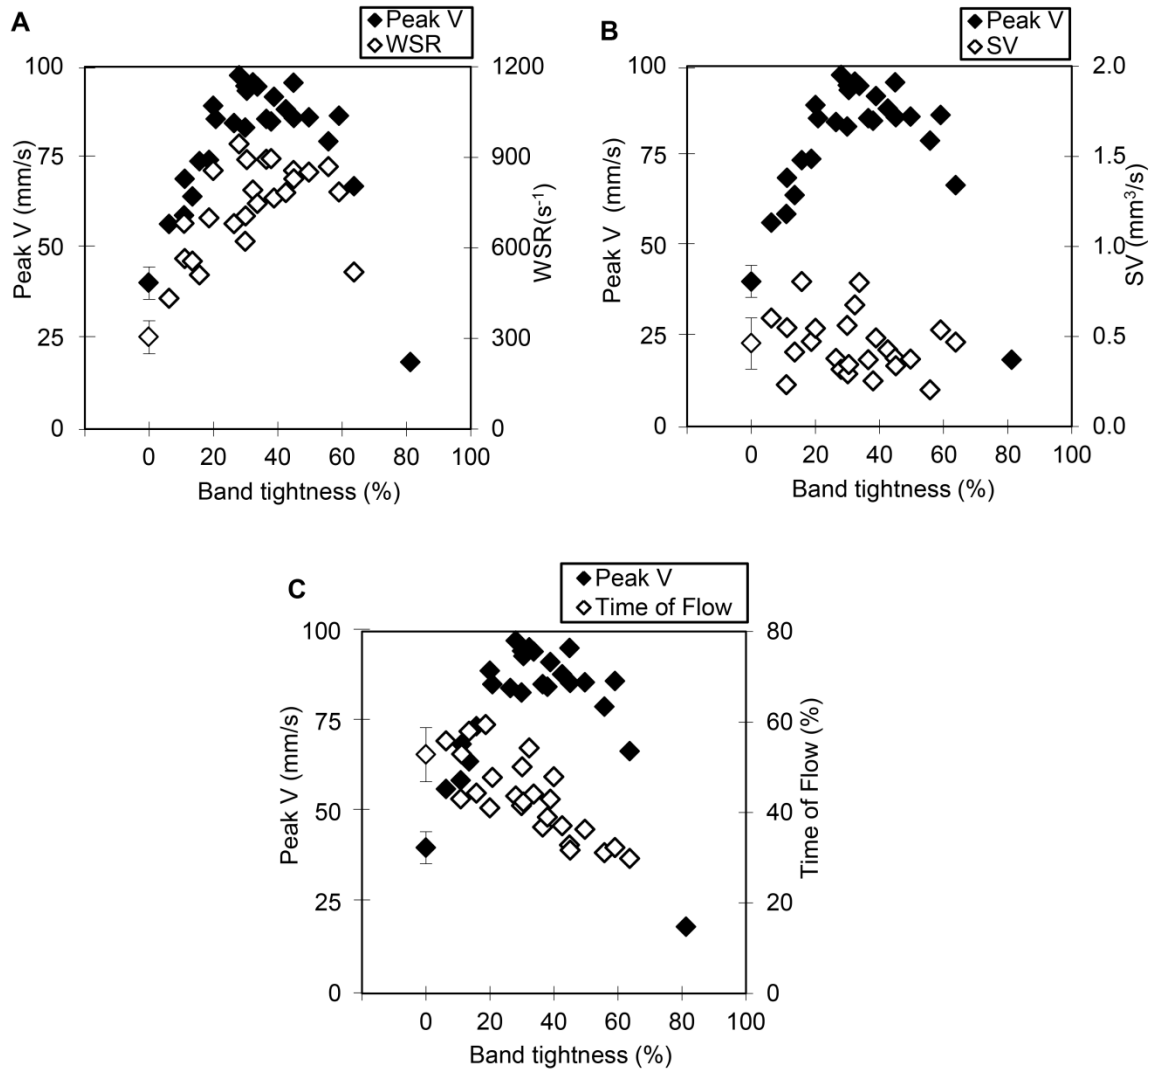 A
Peak V
WSR
100
75
50
25
0
Peak V (mm/s)
1200
900
600
300
0
WSR(s⁻¹)
0 20 40 60 80 100
Band tightness (%)
B
Peak V
SV
100
75
50
25
0
Peak V (mm/s)
2.0
1.5
1.0
0.5
0.0
SV (mm³/s)
0 20 40 60 80 100
Band tightness (%)
C
Peak V
Time of Flow
100
75
50
25
0
Peak V (mm/s)
80
60
40
20
0
Time of Flow (%)
0 20 40 60 80 100
Band tightness (%)